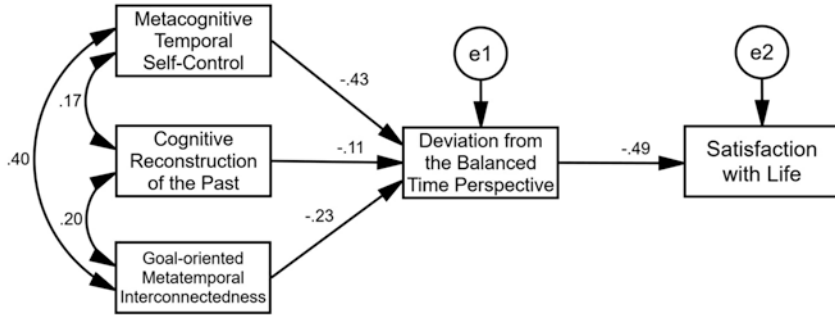 Metacognitive
Temporal
Self-Control
e1
e2
-.43
.17
.40
Cognitive
Reconstruction
of the Past
-.11
Deviation from
the Balanced
Time Perspective
-.49
Satisfaction
with Life
.20
-.23
Goal-oriented
Metatemporal
Interconnectedness